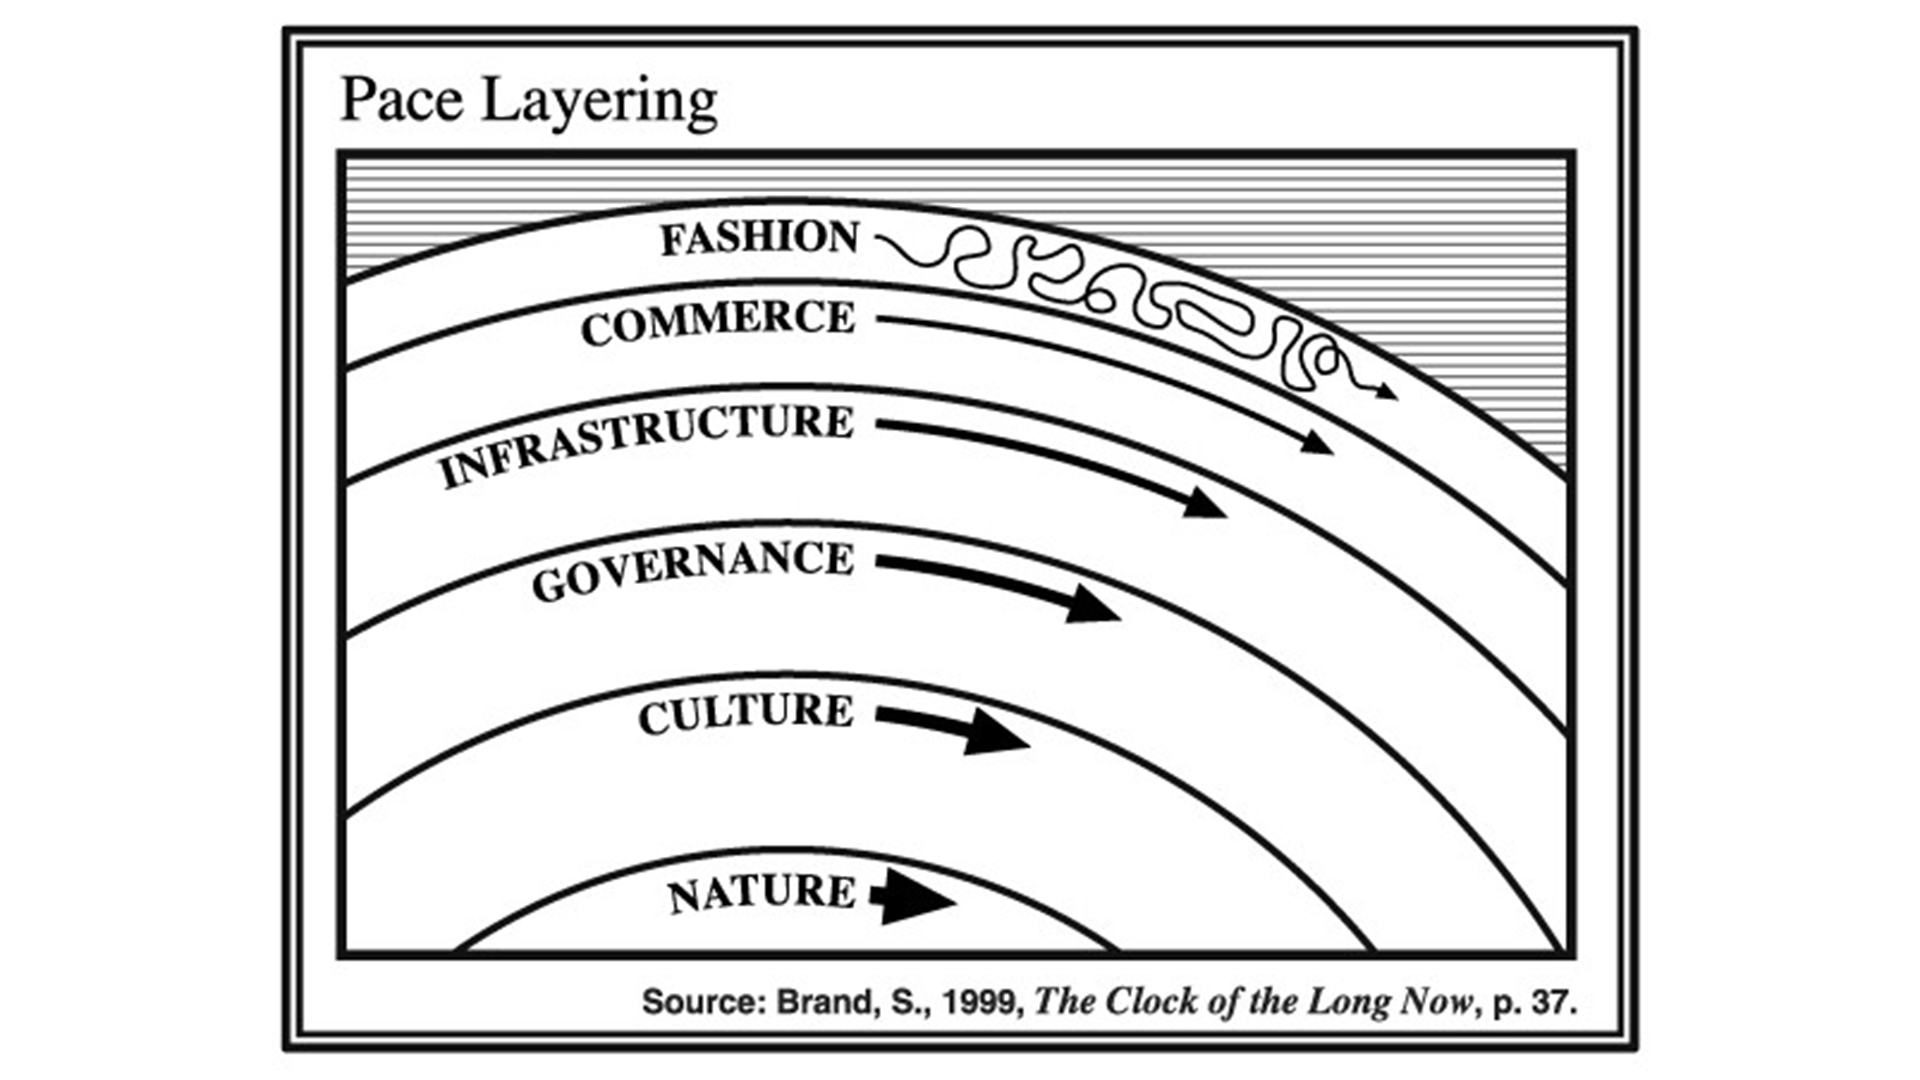 Pace Layering
FASHION
COMMERCE
INFRASTRUCTURE
GOVERNANCE
CULTURE
NATURE
Source: Brand, S., 1999, The Clock of the Long Now, p. 37.